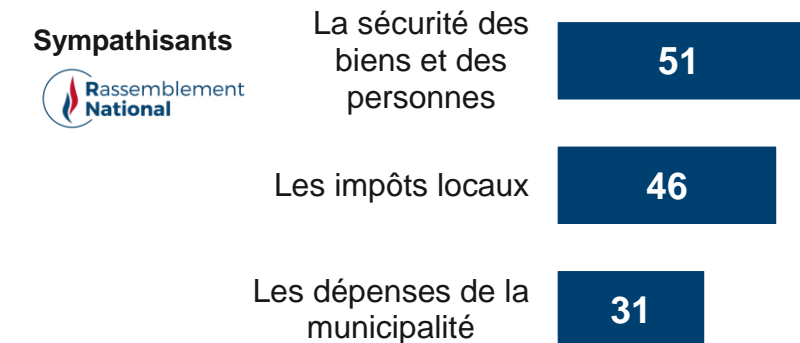 Sympathisants
Rassemblement
National
La sécurité des
biens et des
personnes
51
Les impôts locaux
46
Les dépenses de la
municipalité
31